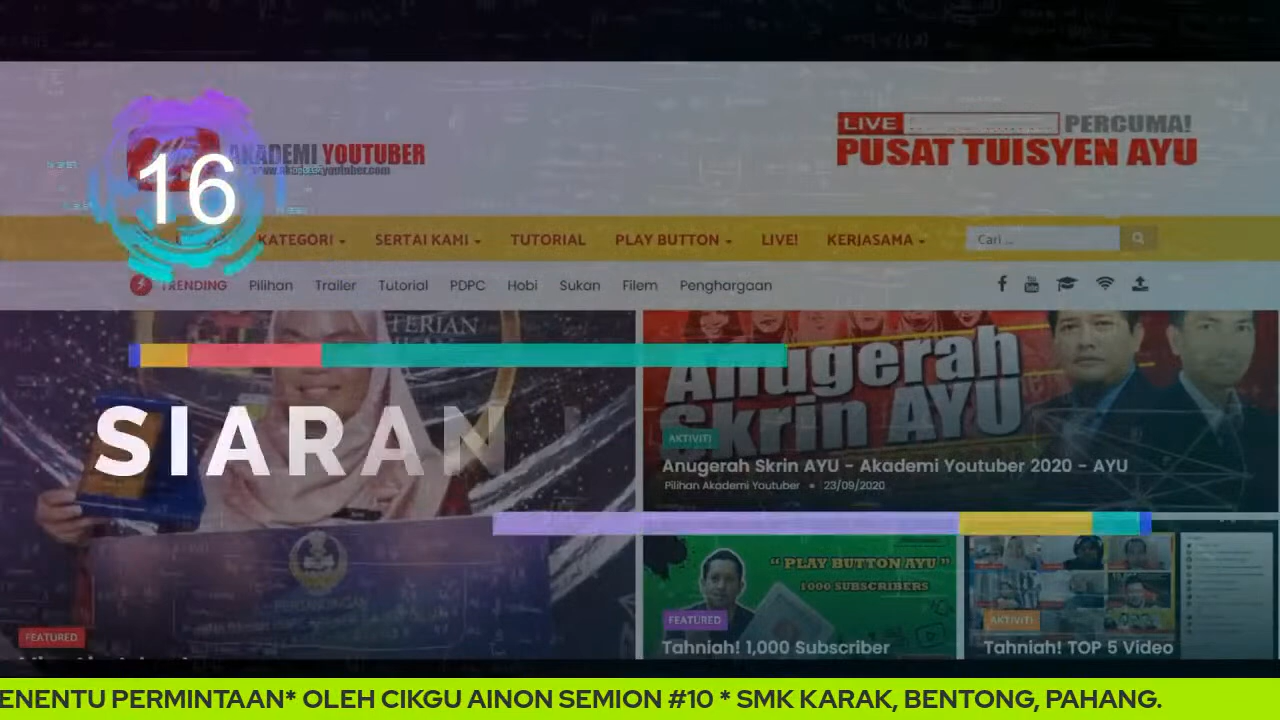 16
AKADEMI YOUTUBER
LIVE
PERCUMA!
PUSAT TUISYEN AYU
KATEGORI
SERTAI KAMI
TUTORIAL
PLAY BUTTON
LIVE!
KERJASAMA
Cari ...
TRENDING
Pilihan
Trailer
Tutorial
PDPC
Hobi
Sukan
Filem
Penghargaan
Anugerah
Skrin AYU
SIARAN
AKTIVITI
Anugerah Skrin AYU - Akademi Youtuber 2020 - AYU
Pilihan Akademi Youtuber • 23/09/2020
" PLAY BUTTON AYU"
1000 SUBSCRIBERS
FEATURED
Tahniah! 1,000 Subscriber
AKTIVITI
Tahniah! TOP 5 Video
FEATURED
ENENTU PERMINTAAN* OLEH CIKGU AINON SEMION #10 * SMK KARAK, BENTONG, PAHANG.